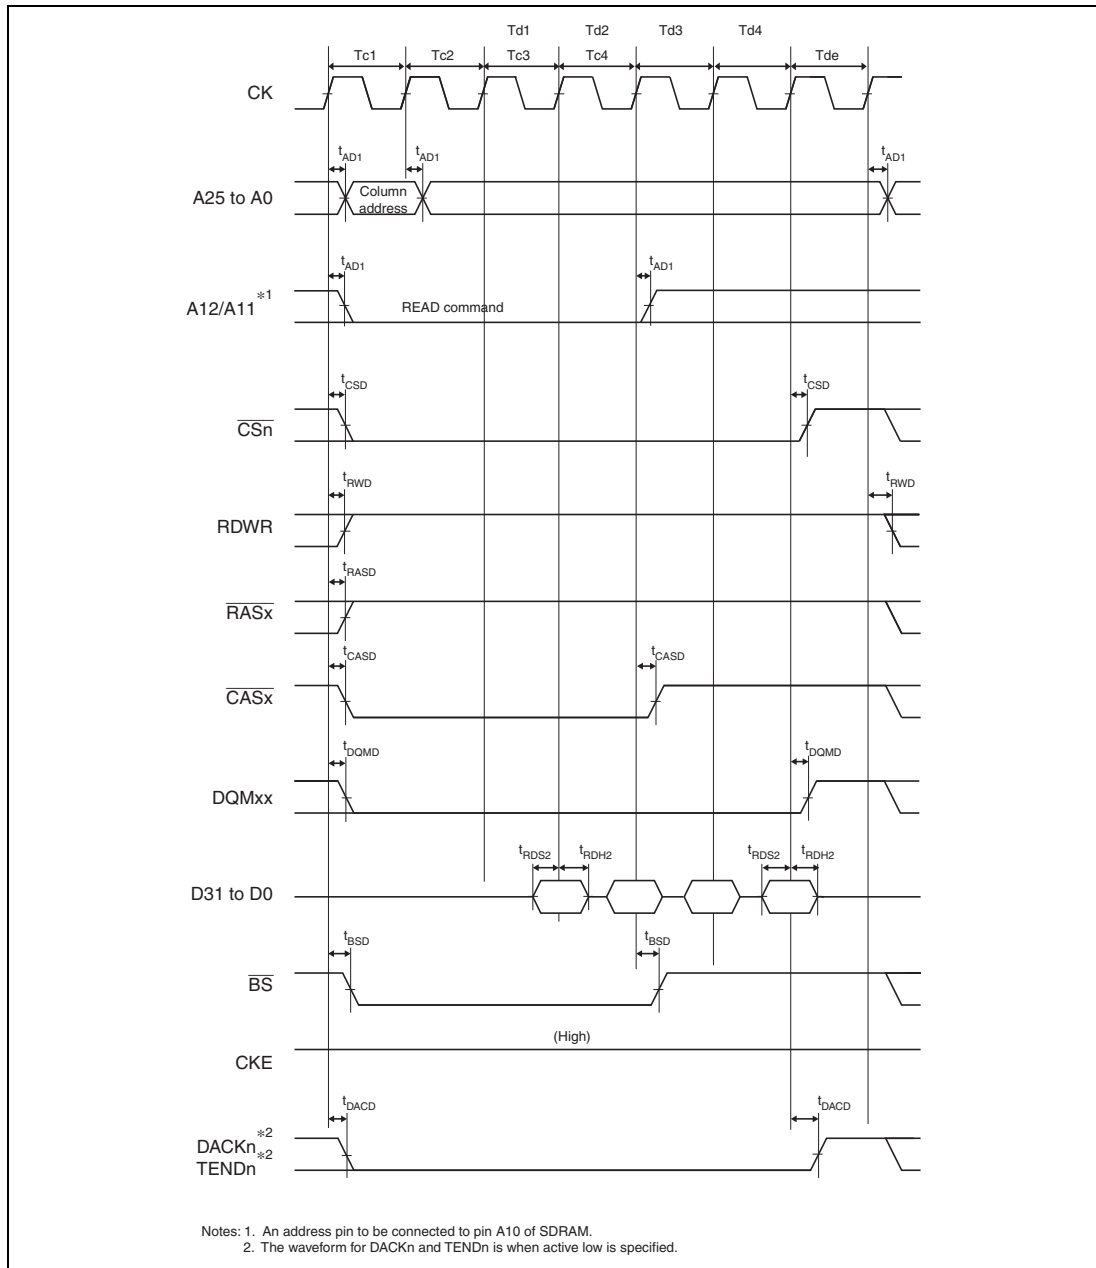 Td1 Td2 Td3 Td4
Tc1 Tc2 Tc3 Tc4 Tde
CK
tAD1 tAD1 tAD1
A25 to A0
Column
address
tAD1 tAD1
A12/A11*1
READ command
tCSD tCSD
CSn
tRWD tRWD
RDWR
tRASD
RASx
tCASD tCASD
CASx
tDQMD tDQMD
DQMxx
tRDS2 tRDH2 tRDS2 tRDH2
D31 to D0
tBSD tBSD
BS
(High)
CKE
tDACD tDACD
DACKn*2
TENDn*2
Notes: 1. An address pin to be connected to pin A10 of SDRAM.
2. The waveform for DACKn and TENDn is when active low is specified.